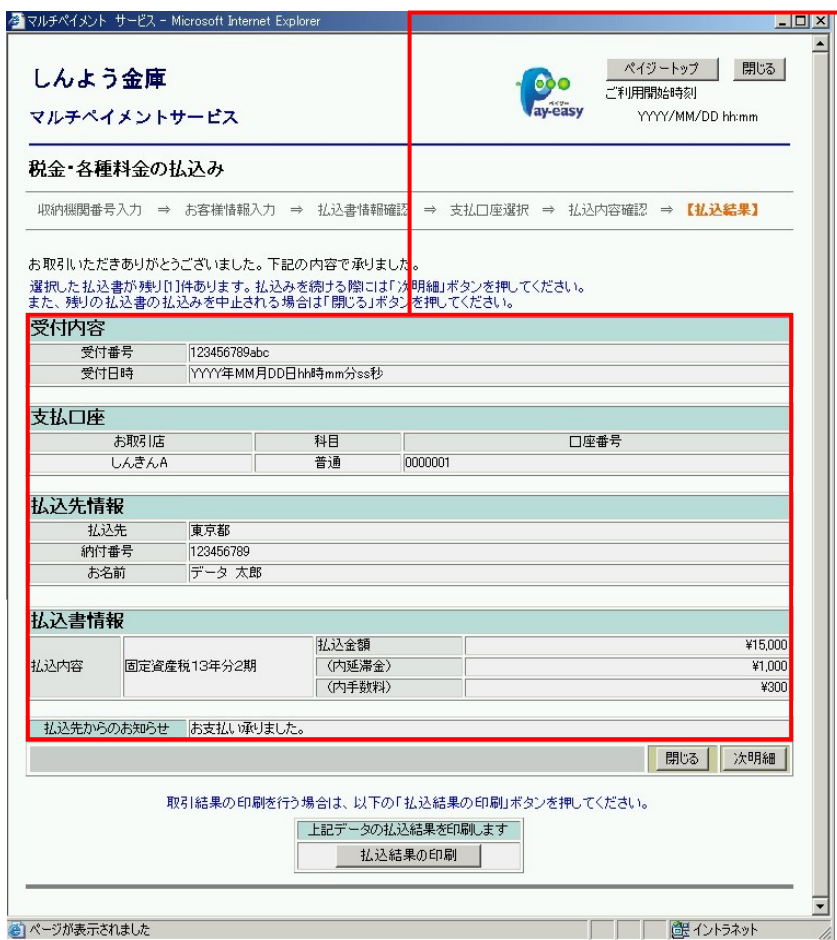 マルチペイメント サービス - Microsoft Internet Explorer
しんよう金庫
マルチペイメントサービス
ペイジー
Pay-easy
ペイジートップ 閉じる
ご利用開始時刻
YYYY/MM/DD hh:mm
税金・各種料金の払込み
収納機関番号入力 ⇒ お客様情報入力 ⇒ 払込書情報確認 ⇒ 支払口座選択 ⇒ 払込内容確認 ⇒ 【払込結果】
お取引いただきありがとうございました。下記の内容で承りました。
選択した払込書が残り[1]件あります。払込みを続ける際には「次明細」ボタンを押してください。
また、残りの払込書の払込みを中止される場合は「閉じる」ボタンを押してください。
受付内容
受付番号 123456789abc
受付日時 YYYY年MM月DD日hh時mm分ss秒
支払口座
お取引店 科目 口座番号
しんきんA 普通 0000001
払込先情報
払込先 東京都
納付番号 123456789
お名前 データ 太郎
払込書情報
払込内容 固定資産税13年分2期 払込金額 ¥15,000
（内延滞金） ¥1,000
（内手数料） ¥300
払込先からのお知らせ お支払い承りました。
閉じる 次明細
取引結果の印刷を行う場合は、以下の「払込結果の印刷」ボタンを押してください。
上記データの払込結果を印刷します
払込結果の印刷
ページが表示されました イントラネット